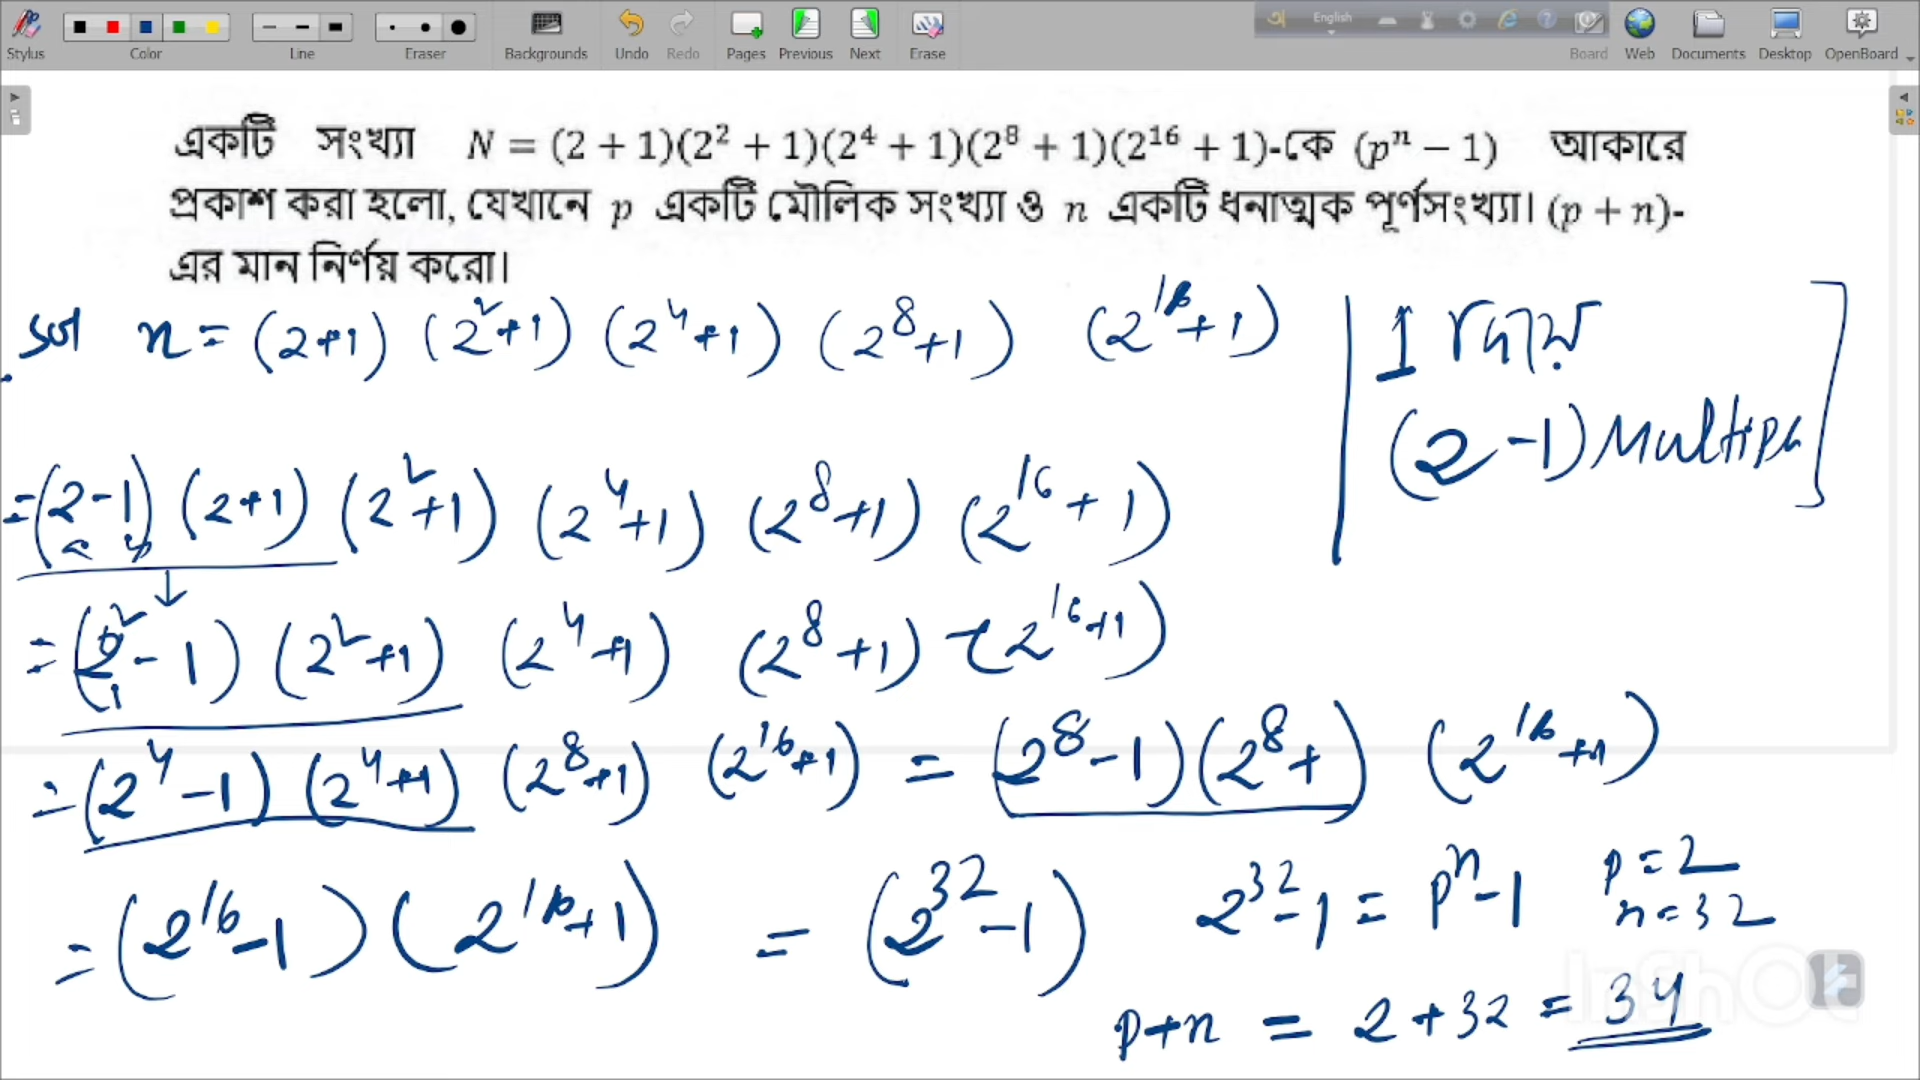 Stylus Color Line Eraser Backgrounds Undo Redo Pages Previous Next Erase English Board Web Documents Desktop OpenBoard
একটি সংখ্যা N = (2 + 1)(2² + 1)(2⁴ + 1)(2⁸ + 1)(2¹⁶ + 1)-কে (pⁿ − 1) আকারে
প্রকাশ করা হলো, যেখানে p একটি মৌলিক সংখ্যা ও n একটি ধনাত্মক পূর্ণসংখ্যা। (p + n)-
এর মান নির্ণয় করো।
sol n = (2+1) (2²+1) (2⁴+1) (2⁸+1) (2¹⁶+1)
1
(2-1) Multipl
= (2-1) (2+1) (2²+1) (2⁴+1) (2⁸+1) (2¹⁶+1)
= (2²-1) (2²+1) (2⁴+1) (2⁸+1) (2¹⁶+1)
= (2⁴-1) (2⁴+1) (2⁸+1) (2¹⁶+1) = (2⁸-1) (2⁸+) (2¹⁶+1)
= (2¹⁶-1) (2¹⁶+1) = (2³²-1) 2³²-1 = pⁿ-1
p=2
n=32
p+n = 2+32 = 34
InShOt